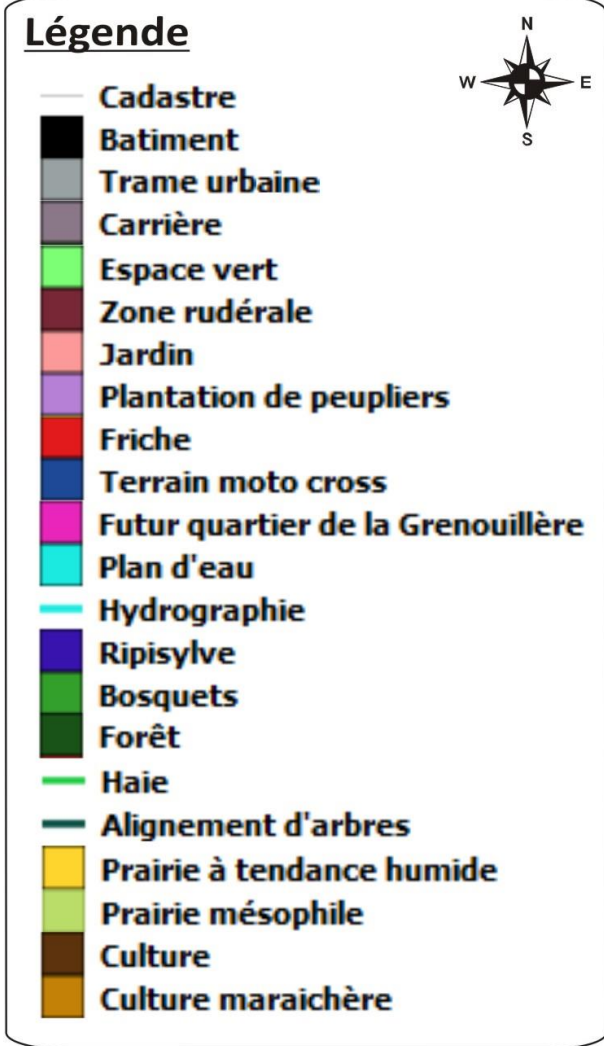 Légende
N
W E
S
Cadastre
Batiment
Trame urbaine
Carrière
Espace vert
Zone rudérale
Jardin
Plantation de peupliers
Friche
Terrain moto cross
Futur quartier de la Grenouillère
Plan d'eau
Hydrographie
Ripisylve
Bosquets
Forêt
Haie
Alignement d'arbres
Prairie à tendance humide
Prairie mésophile
Culture
Culture maraichère